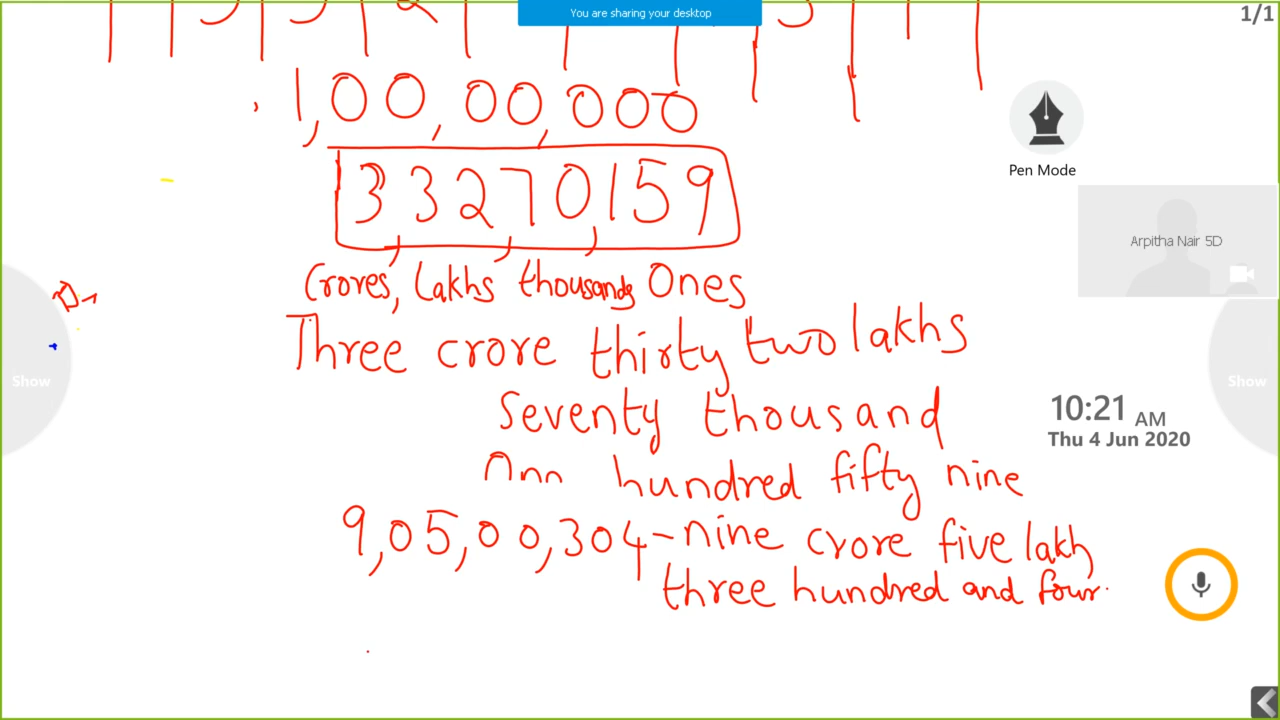 You are sharing your desktop
1/1
1,00,00,000
3,32,70,159
Pen Mode
Arpitha Nair 5D
Crores, Lakhs thousands Ones
Three crore thirty two lakhs
Show
Show
Seventy thousand
10:21 AM
Thu 4 Jun 2020
hundred fifty nine
9,05,00,304 - nine crore five lakh
three hundred and four.